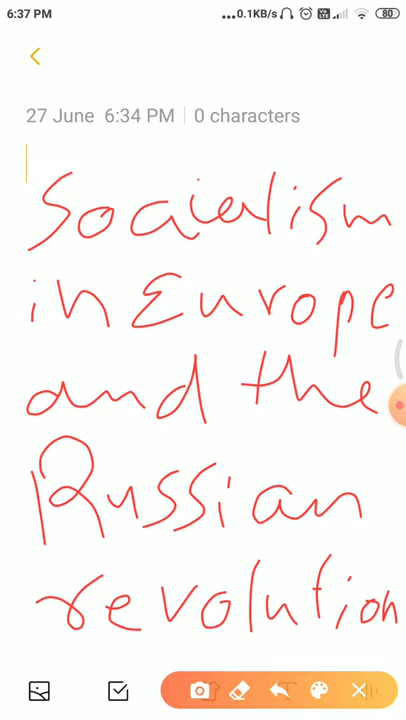 6:37 PM ...0.1KB/s 80
27 June 6:34 PM | 0 characters
Socialism
in Europe
and the
Russian
revolution